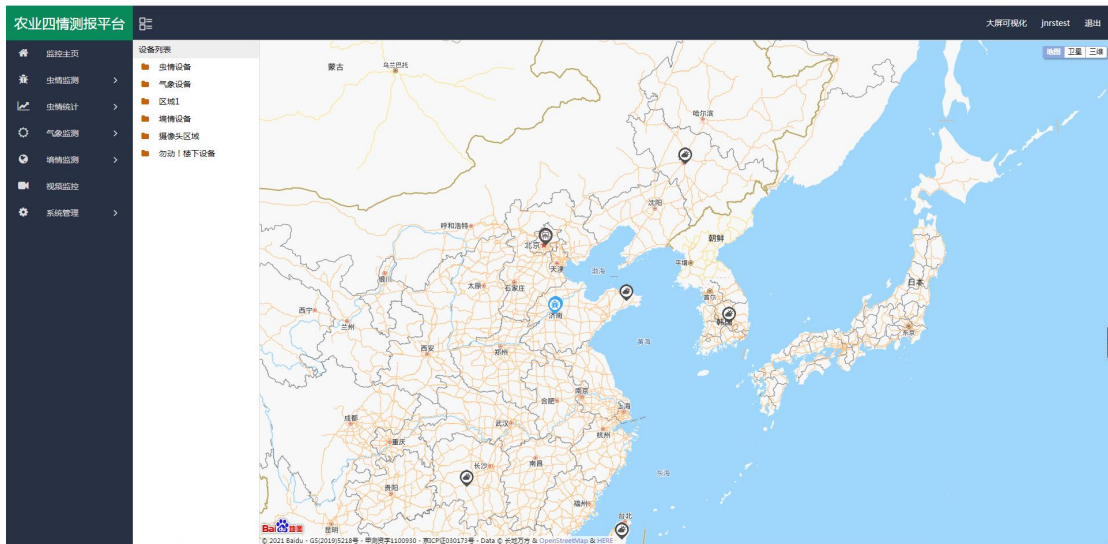 农业四情测报平台
大屏可视化 jnrstest 退出
监控主页
虫情监测
虫情统计
气象监测
墒情监测
视频监控
系统管理
设备列表
虫情设备
气象设备
区域1
墒情设备
摄像头区域
勿动!楼下设备
地图 卫星 三维
蒙古
乌兰巴托
哈尔滨
沈阳
呼和浩特
北京
天津
渤海
朝鲜
平壤
首尔
韩国
日本
东京
银川
太原
石家庄
济南
西宁
兰州
黄海
西安
郑州
南京
合肥
上海
成都
武汉
杭州
重庆
长沙
南昌
东海
贵阳
福州
台北
昆明
Bai 地图
© 2021 Baidu - GS(2019)5218号 - 甲测资字1100930 - 京ICP证030173号 - Data © 长地万方 & OpenStreetMap & HERE